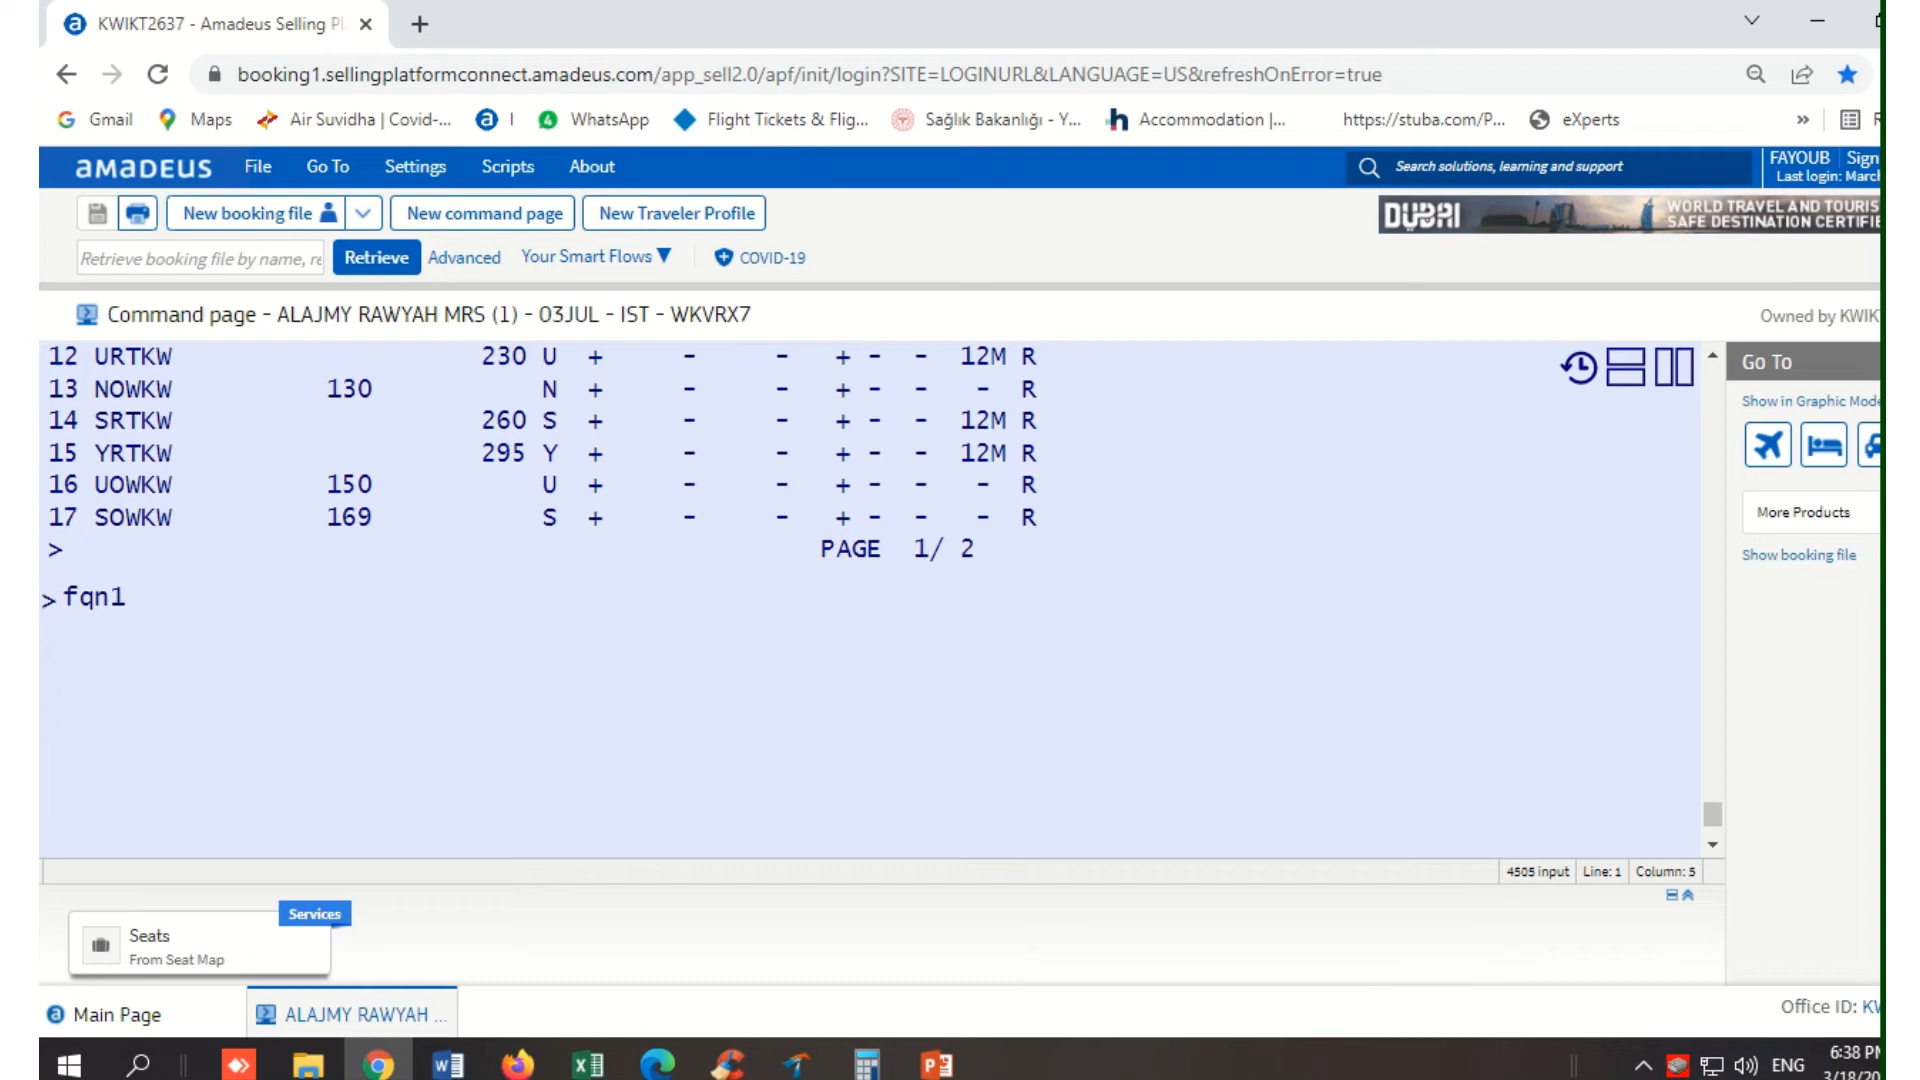 KWIKT2637 - Amadeus Selling Pl
booking1.sellingplatformconnect.amadeus.com/app_sell2.0/apf/init/login?SITE=LOGINURL&LANGUAGE=US&refreshOnError=true
Gmail Maps Air Suvidha | Covid-... I WhatsApp Flight Tickets & Flig... Sağlık Bakanlığı - Y... Accommodation |... https://stuba.com/P... eXperts »
amadeus File Go To Settings Scripts About Search solutions, learning and support FAYOUB Sign
Last login: March
New booking file New command page New Traveler Profile DUBAI WORLD TRAVEL AND TOURIS
SAFE DESTINATION CERTIFIE
Retrieve booking file by name, re Retrieve Advanced Your Smart Flows COVID-19
Command page - ALAJMY RAWYAH MRS (1) - 03JUL - IST - WKVRX7 Owned by KWIK
12 URTKW 230 U + - - + - - 12M R
13 NOWKW 130 N + - - + - - - R
14 SRTKW 260 S + - - + - - 12M R
15 YRTKW 295 Y + - - + - - 12M R
16 UOWKW 150 U + - - + - - - R
17 SOWKW 169 S + - - + - - - R
> PAGE 1/ 2
>fqn1
Go To
Show in Graphic Mode
More Products
Show booking file
4505 input Line: 1 Column: 5
Services
Seats
From Seat Map
Main Page ALAJMY RAWYAH ... Office ID: KW
ENG 6:38 PM
3/18/20